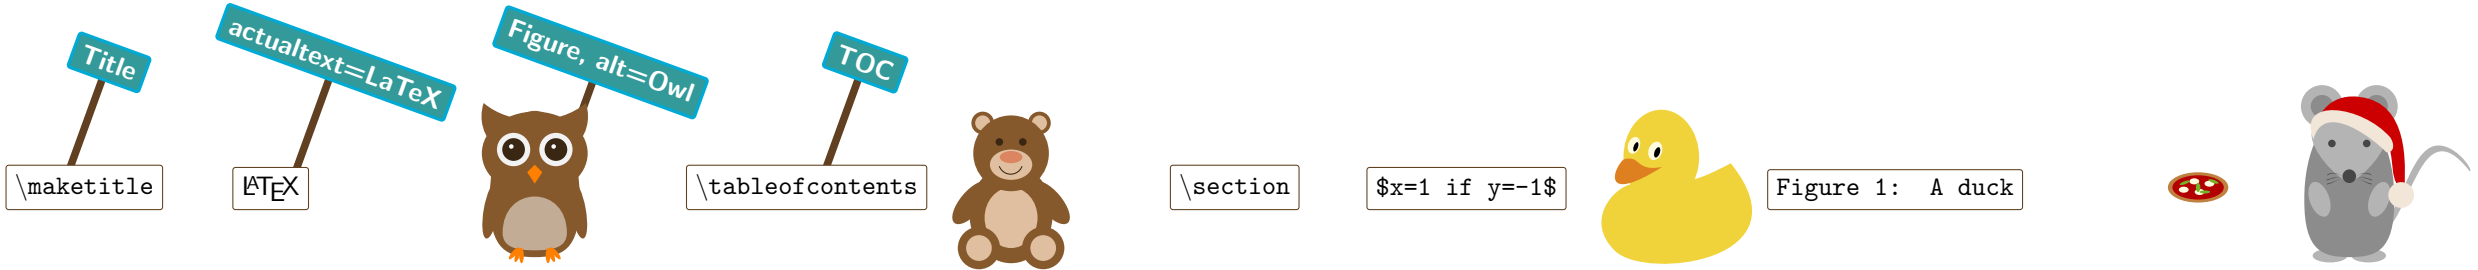 Title
actualtext=LaTeX
Figure, alt=Owl
TOC
\maketitle
LATEX
\tableofcontents
\section
$x=1 if y=-1$
Figure 1: A duck